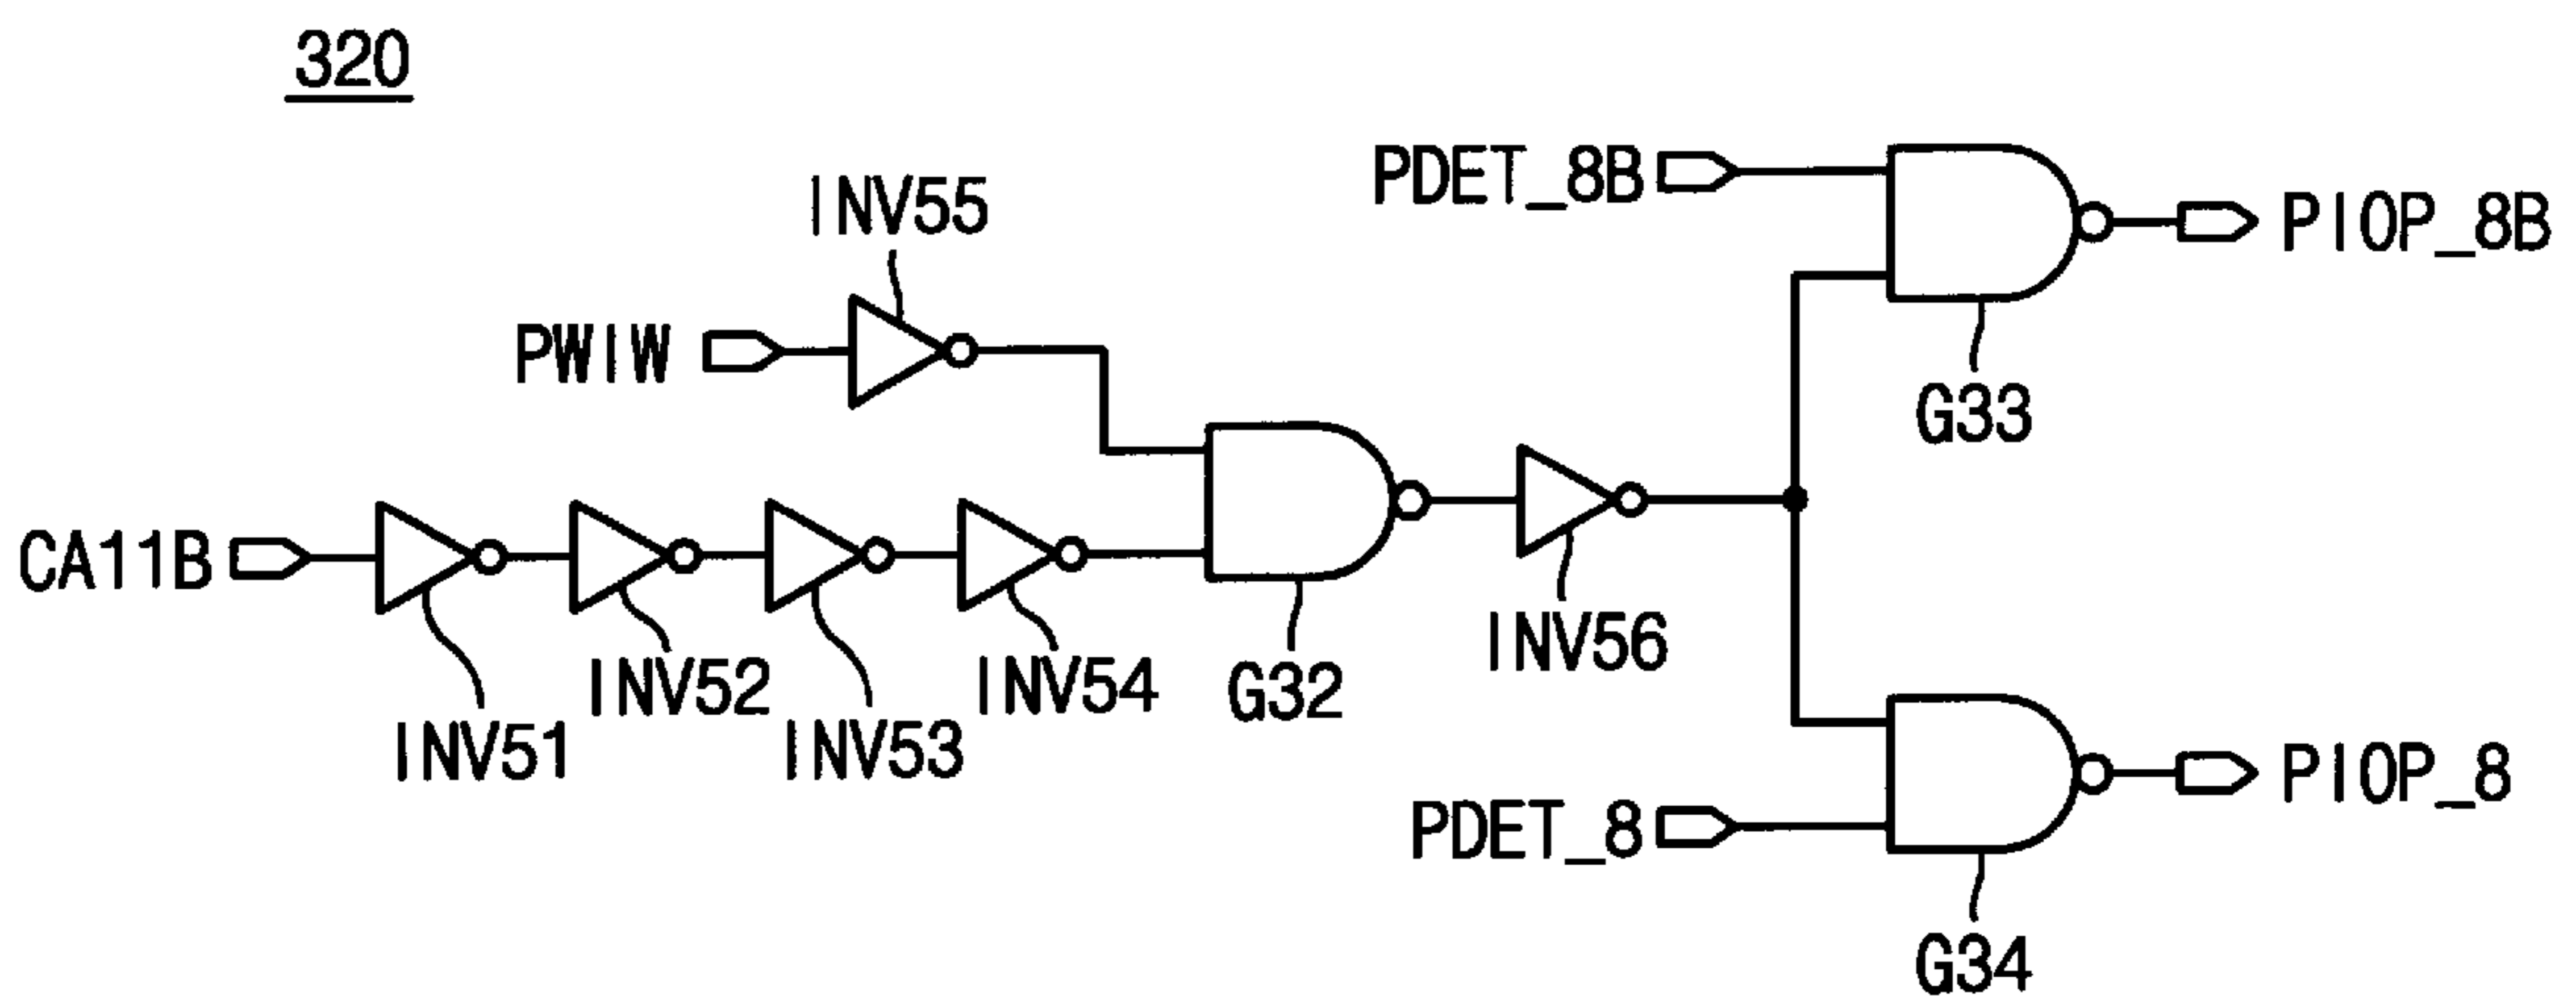 320
INV55
PDET_8B
PIOP_8B
PWIW
G33
CA11B
INV51
INV52
INV53
INV54
G32
INV56
PDET_8
PIOP_8
G34